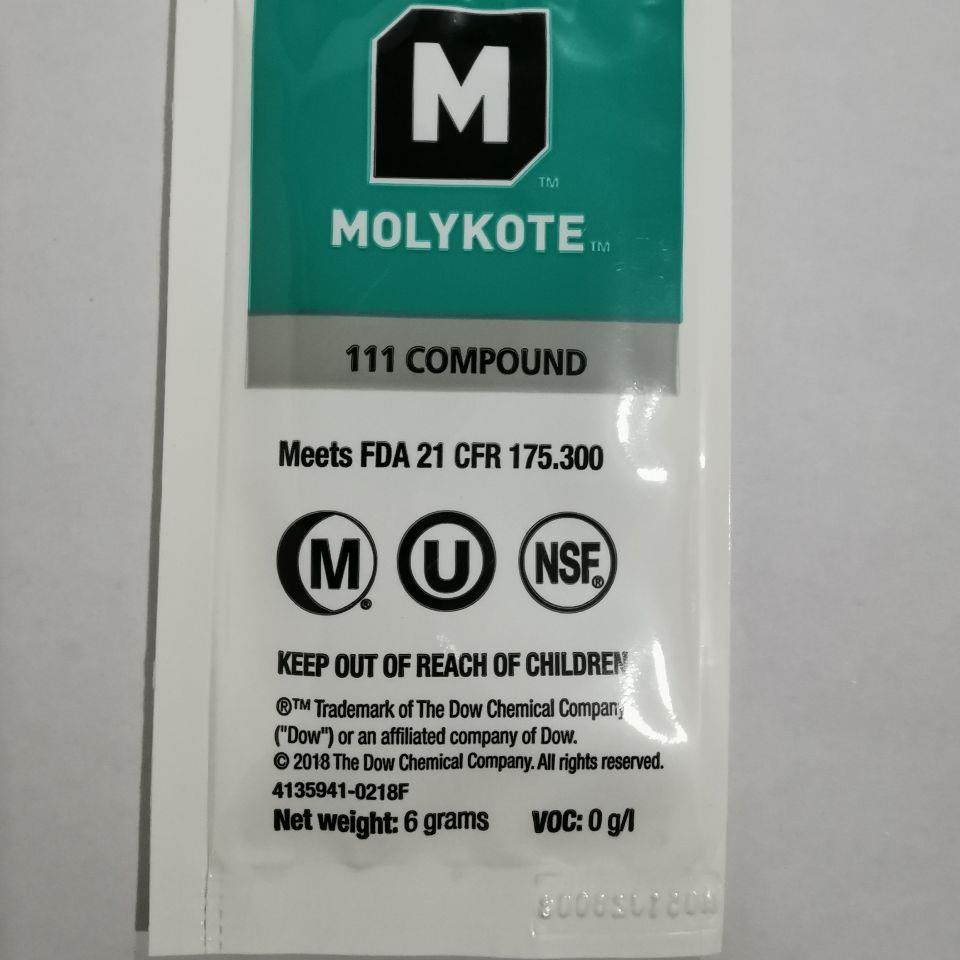 M
TM
MOLYKOTE TM
111 COMPOUND
Meets FDA 21 CFR 175.300
M® U NSF®
KEEP OUT OF REACH OF CHILDREN
®™ Trademark of The Dow Chemical Company
("Dow") or an affiliated company of Dow.
© 2018 The Dow Chemical Company. All rights reserved.
4135941-0218F
Net weight: 6 grams VOC: 0 g/l